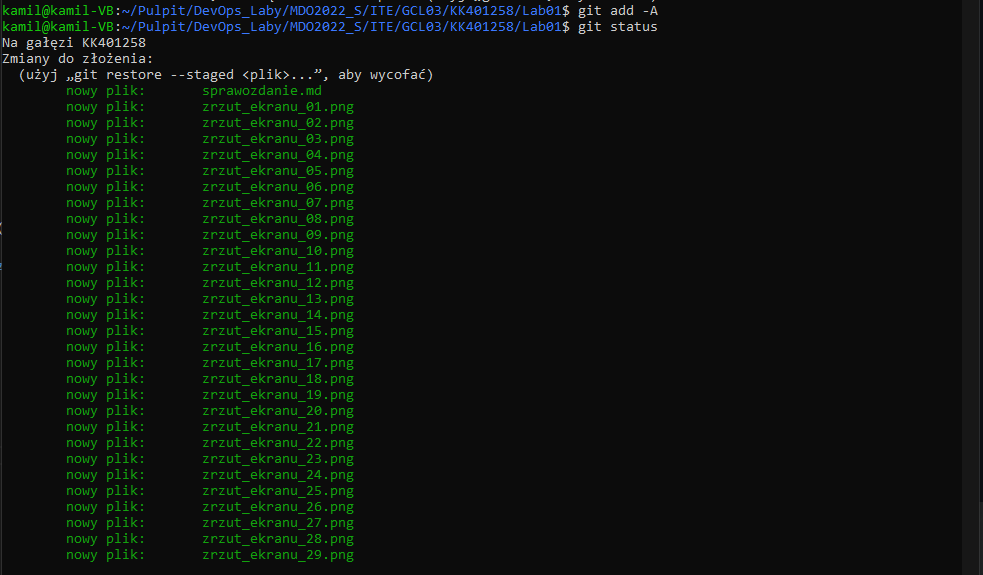 kamil@kamil-VB:~/Pulpit/DevOps_Laby/MDO2022_S/ITE/GCL03/KK401258/Lab01$ git add -A
kamil@kamil-VB:~/Pulpit/DevOps_Laby/MDO2022_S/ITE/GCL03/KK401258/Lab01$ git status
Na gałęzi KK401258
Zmiany do złożenia:
  (użyj „git restore --staged <plik>...”, aby wycofać)
        nowy plik:       sprawozdanie.md
        nowy plik:       zrzut_ekranu_01.png
        nowy plik:       zrzut_ekranu_02.png
        nowy plik:       zrzut_ekranu_03.png
        nowy plik:       zrzut_ekranu_04.png
        nowy plik:       zrzut_ekranu_05.png
        nowy plik:       zrzut_ekranu_06.png
        nowy plik:       zrzut_ekranu_07.png
        nowy plik:       zrzut_ekranu_08.png
        nowy plik:       zrzut_ekranu_09.png
        nowy plik:       zrzut_ekranu_10.png
        nowy plik:       zrzut_ekranu_11.png
        nowy plik:       zrzut_ekranu_12.png
        nowy plik:       zrzut_ekranu_13.png
        nowy plik:       zrzut_ekranu_14.png
        nowy plik:       zrzut_ekranu_15.png
        nowy plik:       zrzut_ekranu_16.png
        nowy plik:       zrzut_ekranu_17.png
        nowy plik:       zrzut_ekranu_18.png
        nowy plik:       zrzut_ekranu_19.png
        nowy plik:       zrzut_ekranu_20.png
        nowy plik:       zrzut_ekranu_21.png
        nowy plik:       zrzut_ekranu_22.png
        nowy plik:       zrzut_ekranu_23.png
        nowy plik:       zrzut_ekranu_24.png
        nowy plik:       zrzut_ekranu_25.png
        nowy plik:       zrzut_ekranu_26.png
        nowy plik:       zrzut_ekranu_27.png
        nowy plik:       zrzut_ekranu_28.png
        nowy plik:       zrzut_ekranu_29.png